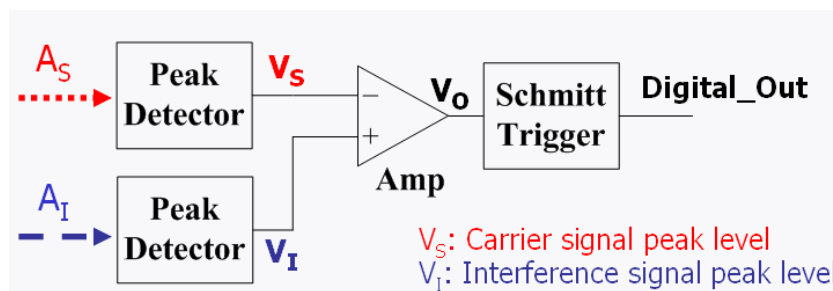 A_S
Peak
Detector
V_S
−
+
Amp
V_O
Schmitt
Trigger
Digital_Out
A_I
Peak
Detector
V_I
V_S: Carrier signal peak level
V_I: Interference signal peak level